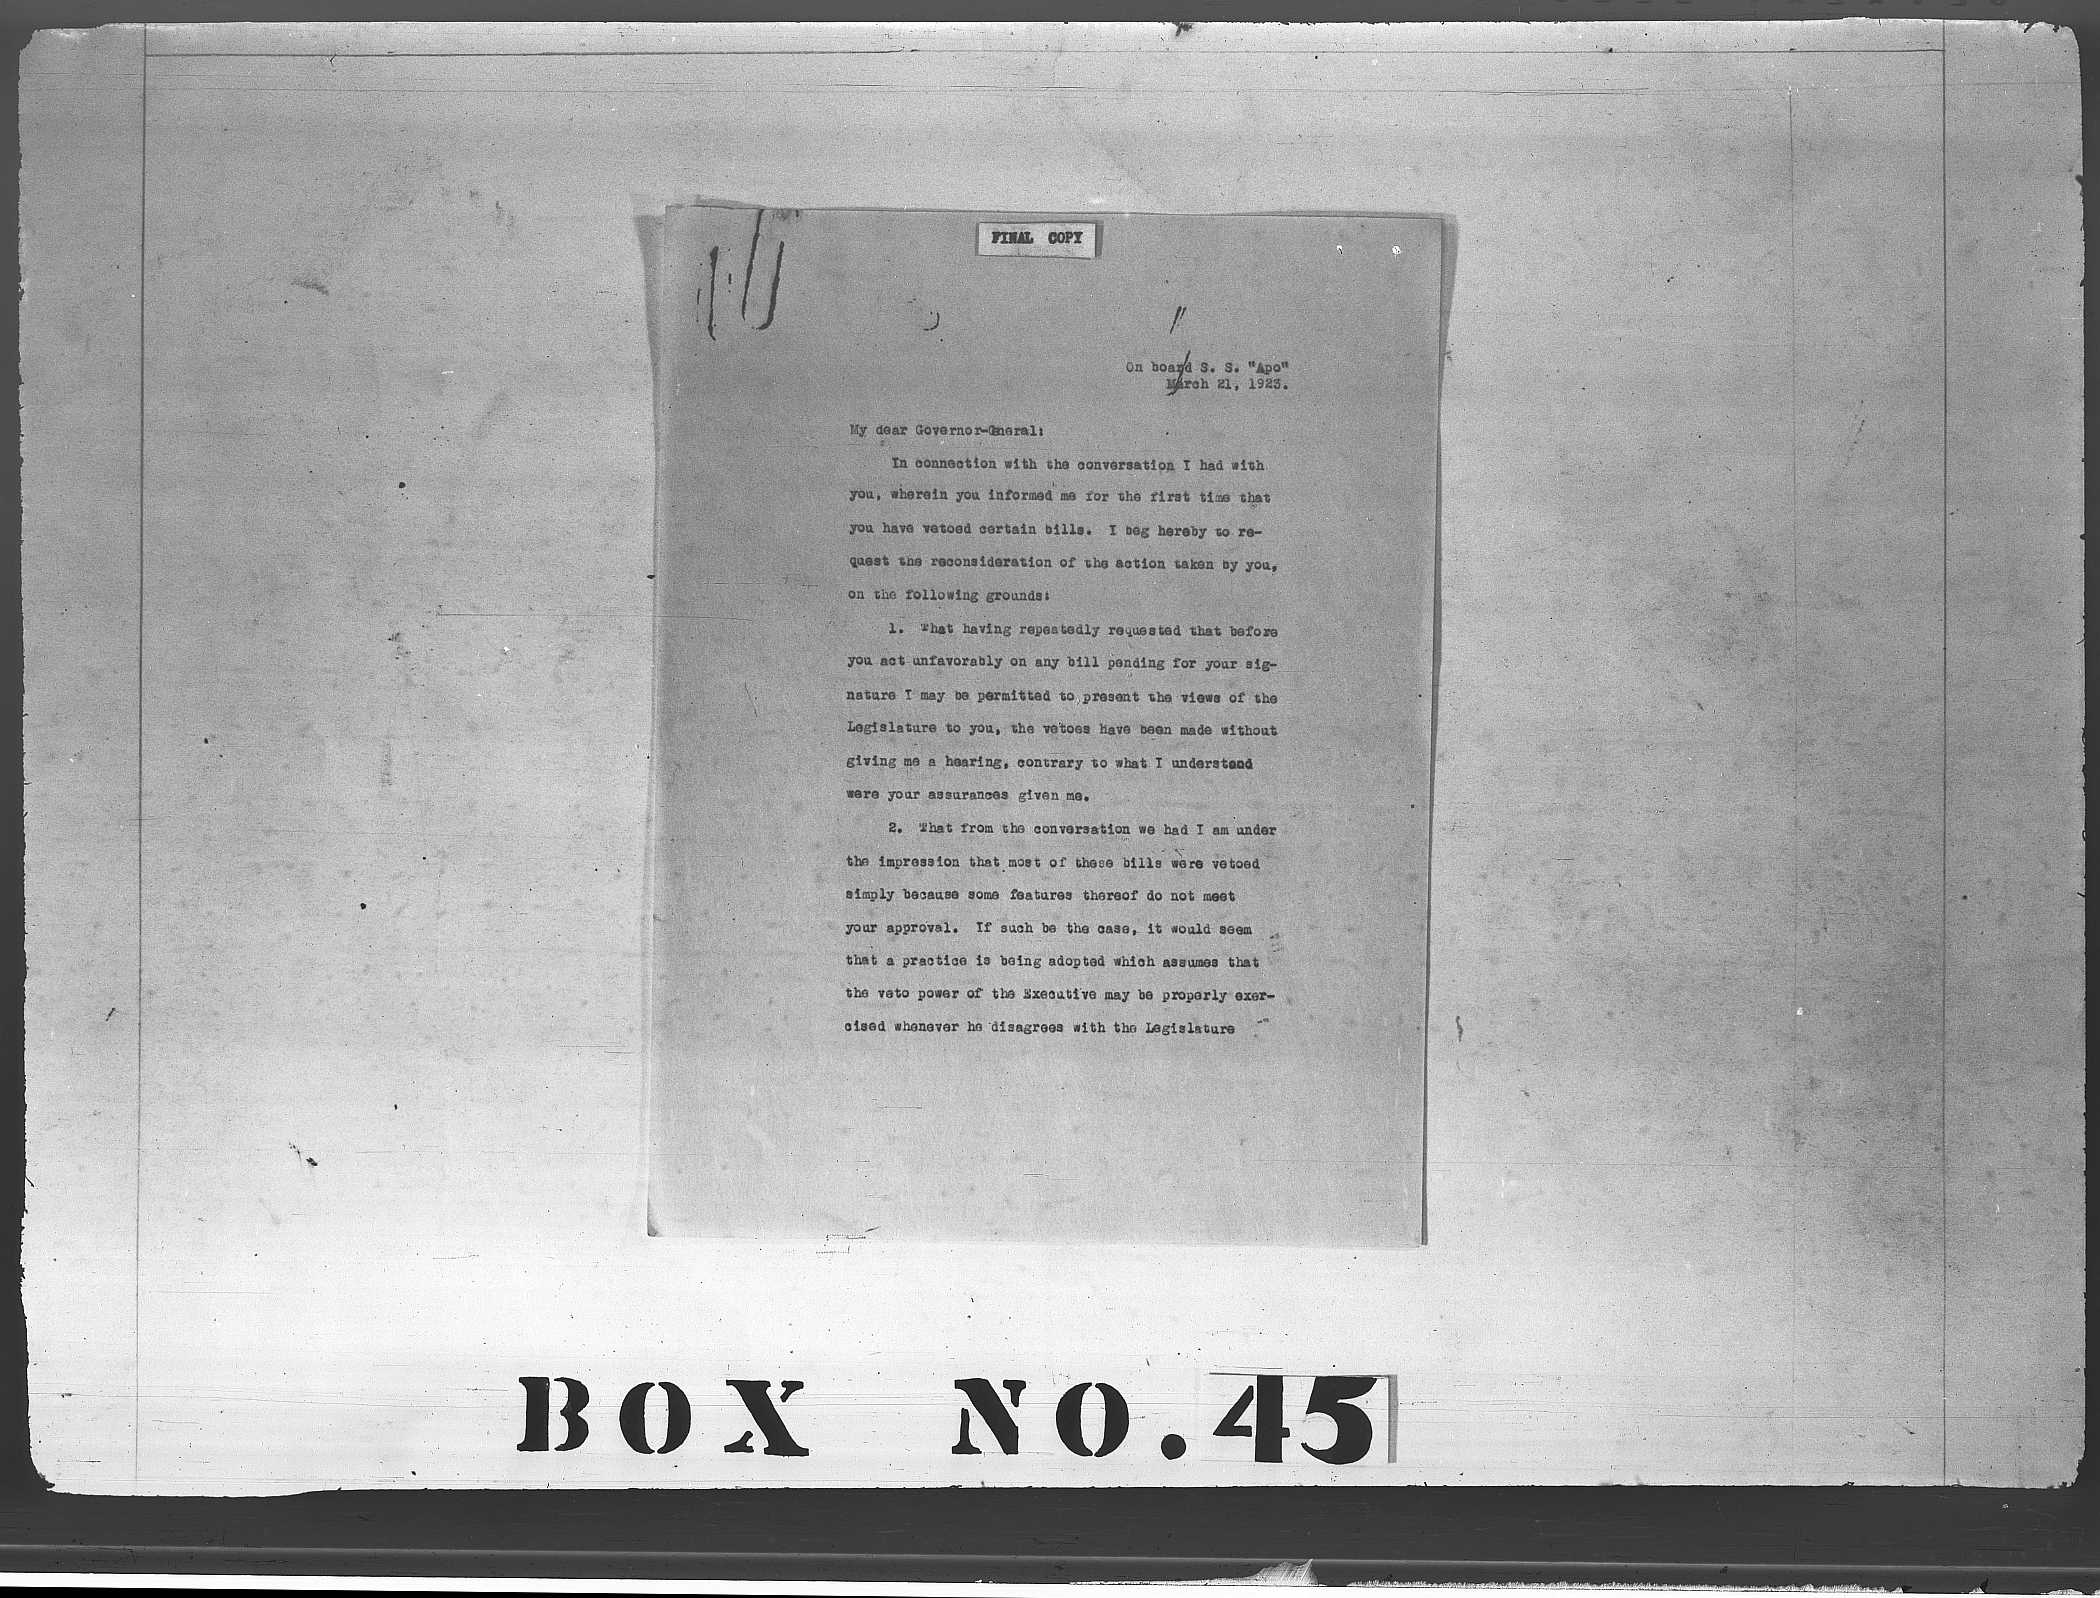 FINAL COPY
On board S. S. "Apo"
March 21, 1923.
My dear Governor-General:
In connection with the conversation I had with
you, wherein you informed me for the first time that
you have vetoed certain bills. I beg hereby to re-
quest the reconsideration of the action taken by you,
on the following grounds:
1. That having repeatedly requested that before
you act unfavorably on any bill pending for your sig-
nature I may be permitted to present the views of the
Legislature to you, the vetoes have been made without
giving me a hearing, contrary to what I understood
were your assurances given me.
2. That from the conversation we had I am under
the impression that most of these bills were vetoed
simply because some features thereof do not meet
your approval. If such be the case, it would seem
that a practice is being adopted which assumes that
the veto power of the Executive may be properly exer-
cised whenever he disagrees with the Legislature
BOX NO. 45